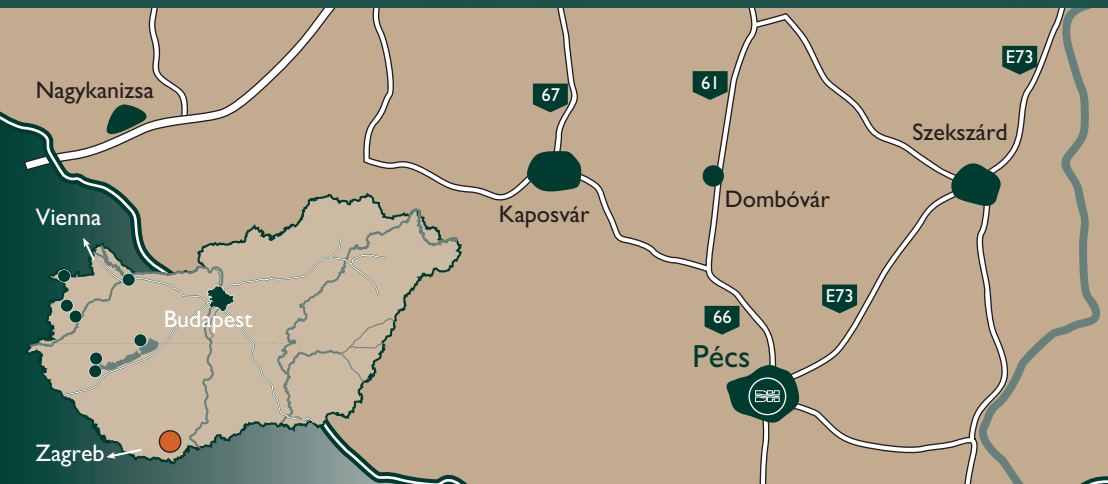 Nagykanizsa
67
61
E73
Szekszárd
Kaposvár
Dombóvár
Vienna
Budapest
E73
66
Pécs
Zagreb